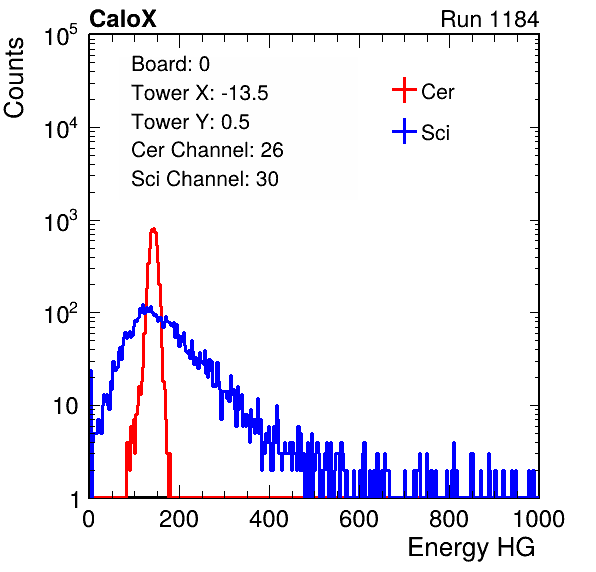 CaloX Run 1184
Counts
10^5
10^4
10^3
10^2
10
1
Board: 0
Tower X: -13.5
Tower Y: 0.5
Cer Channel: 26
Sci Channel: 30
Cer
Sci
0 200 400 600 800 1000
Energy HG